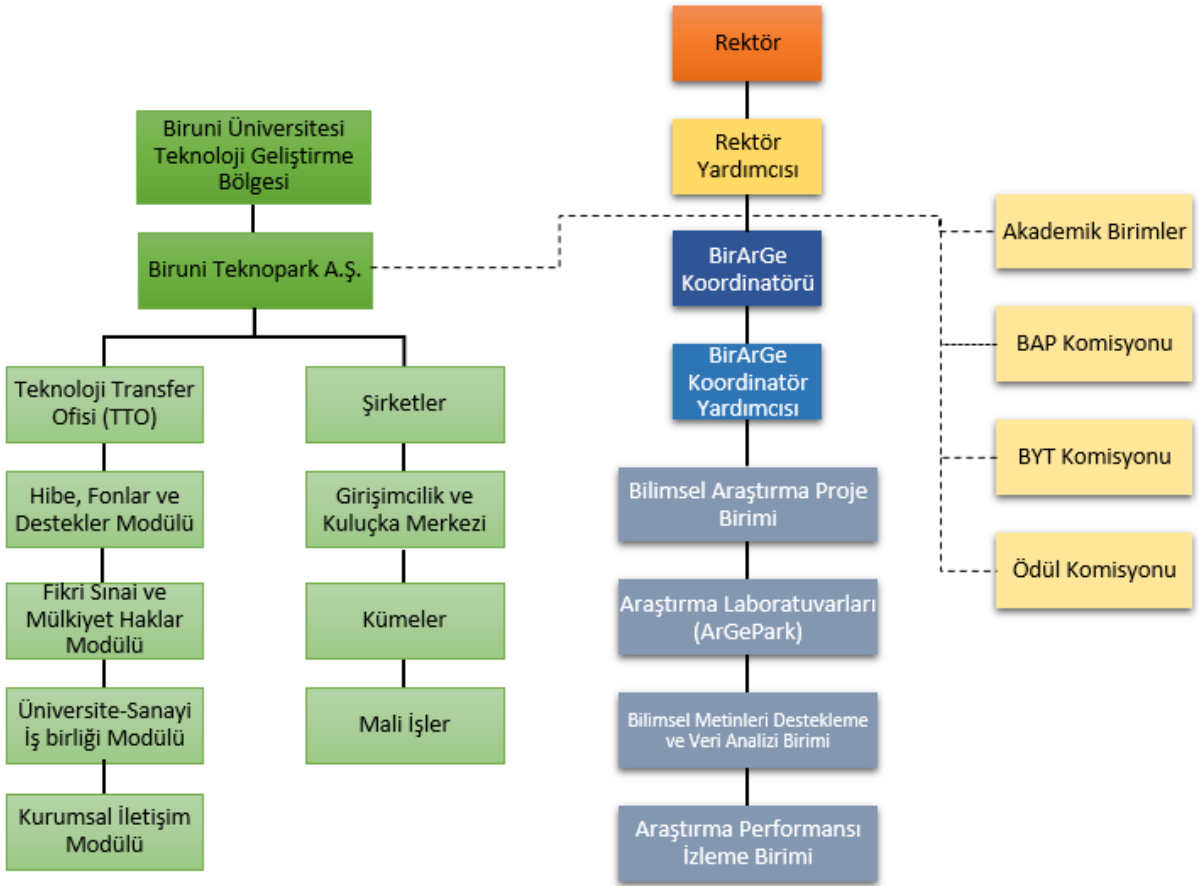 Rektör
Rektör
Yardımcısı
Biruni Üniversitesi
Teknoloji Geliştirme
Bölgesi
Biruni Teknopark A.Ş.
Teknoloji Transfer
Ofisi (TTO)
Hibe, Fonlar ve
Destekler Modülü
Fikri Sınai ve
Mülkiyet Haklar
Modülü
Üniversite-Sanayi
İş birliği Modülü
Kurumsal İletişim
Modülü
Şirketler
Girişimcilik ve
Kuluçka Merkezi
Kümeler
Mali İşler
BirArGe
Koordinatörü
BirArGe
Koordinatör
Yardımcısı
Bilimsel Araştırma Proje
Birimi
Araştırma Laboratuvarları
(ArGePark)
Bilimsel Metinleri Destekleme
ve Veri Analizi Birimi
Araştırma Performansı
İzleme Birimi
Akademik Birimler
BAP Komisyonu
BYT Komisyonu
Ödül Komisyonu